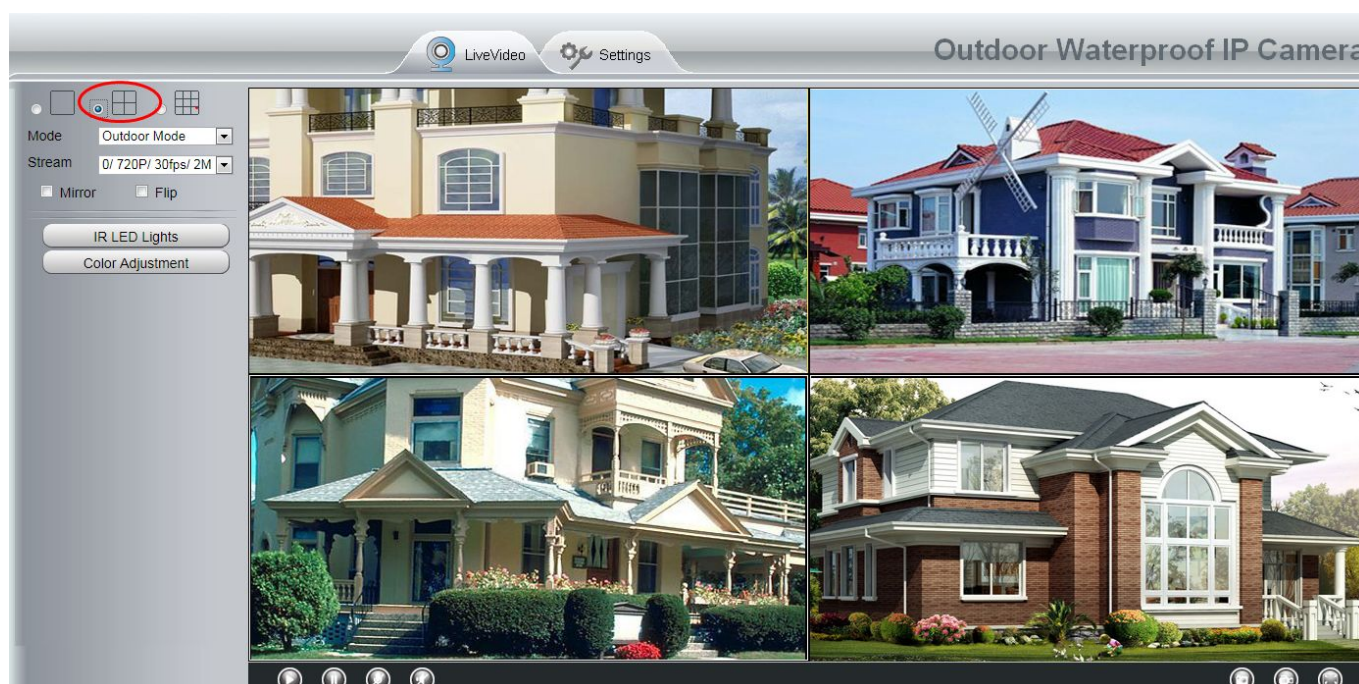 LiveVideo
Settings
Outdoor Waterproof IP Camera
Mode
Outdoor Mode
Stream
0/ 720P/ 30fps/ 2M
Mirror
Flip
IR LED Lights
Color Adjustment